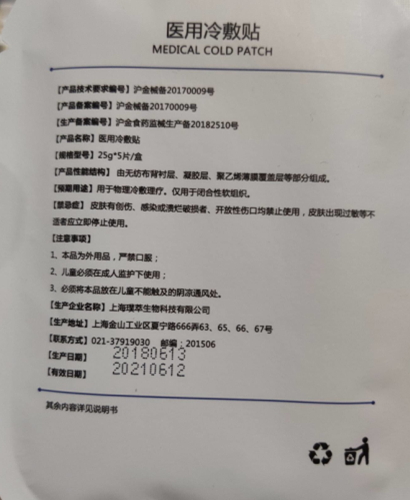 医用冷敷贴
MEDICAL COLD PATCH
【产品技术要求编号】沪金械备20170009号
【产品备案编号】沪金械备20170009号
【生产备案编号】沪金食药监械生产备20182510号
【产品名称】医用冷敷贴
【规格型号】25g*5片/盒
【产品性能结构】由无纺布背衬层、凝胶层、聚乙烯薄膜覆盖层等部分组成。
【预期用途】用于物理冷敷理疗。仅用于闭合性软组织。
【禁忌症】皮肤有创伤、感染或溃烂破损者、开放性伤口均禁止使用，皮肤出现过敏等不
适者应立即停止使用。
【注意事项】
1、本品为外用品，严禁口服；
2、儿童必须在成人监护下使用；
3、必须将本品放在儿童不能触及的阴凉通风处。
【生产企业名称】上海璞萃生物科技有限公司
【生产地址】上海金山工业区夏宁路666弄63、65、66、67号
【联系方式】021-37919030 邮编：201506
【生产日期】20180613
【有效日期】20210612
其余内容详见说明书